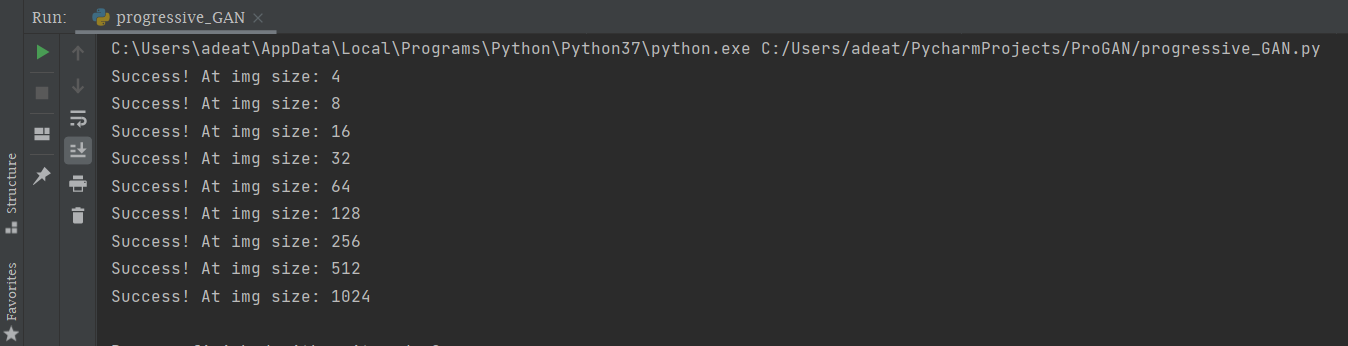 Run: progressive_GAN
C:\Users\adeat\AppData\Local\Programs\Python\Python37\python.exe C:/Users/adeat/PycharmProjects/ProGAN/progressive_GAN.py
Success! At img size: 4
Success! At img size: 8
Success! At img size: 16
Success! At img size: 32
Success! At img size: 64
Success! At img size: 128
Success! At img size: 256
Success! At img size: 512
Success! At img size: 1024
Structure
Favorites